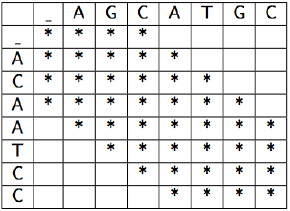 _ A G C A T G C
_ * * * *
A * * * * *
C * * * * * *
A * * * * * * *
A * * * * * * *
T * * * * * *
C * * * * *
C * * * *